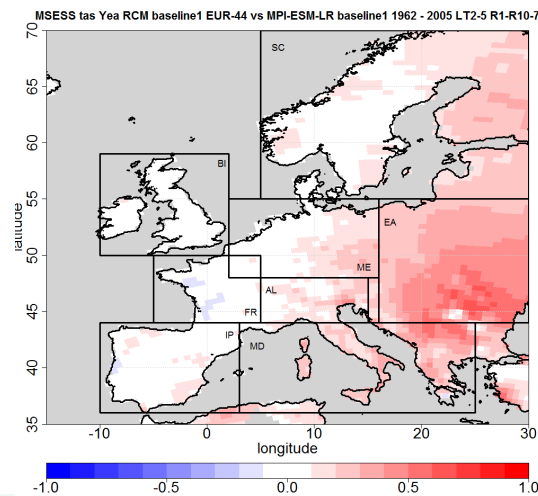 MSESS tas Yea RCM baseline1 EUR-44 vs MPI-ESM-LR baseline1 1962 - 2005 LT2-5 R1-R10-7
70
65
60
55
50
45
40
35
latitude
SC
BI
EA
ME
AL
FR
IP
MD
-10 0 10 20 30
longitude
-1.0 -0.5 0.0 0.5 1.0